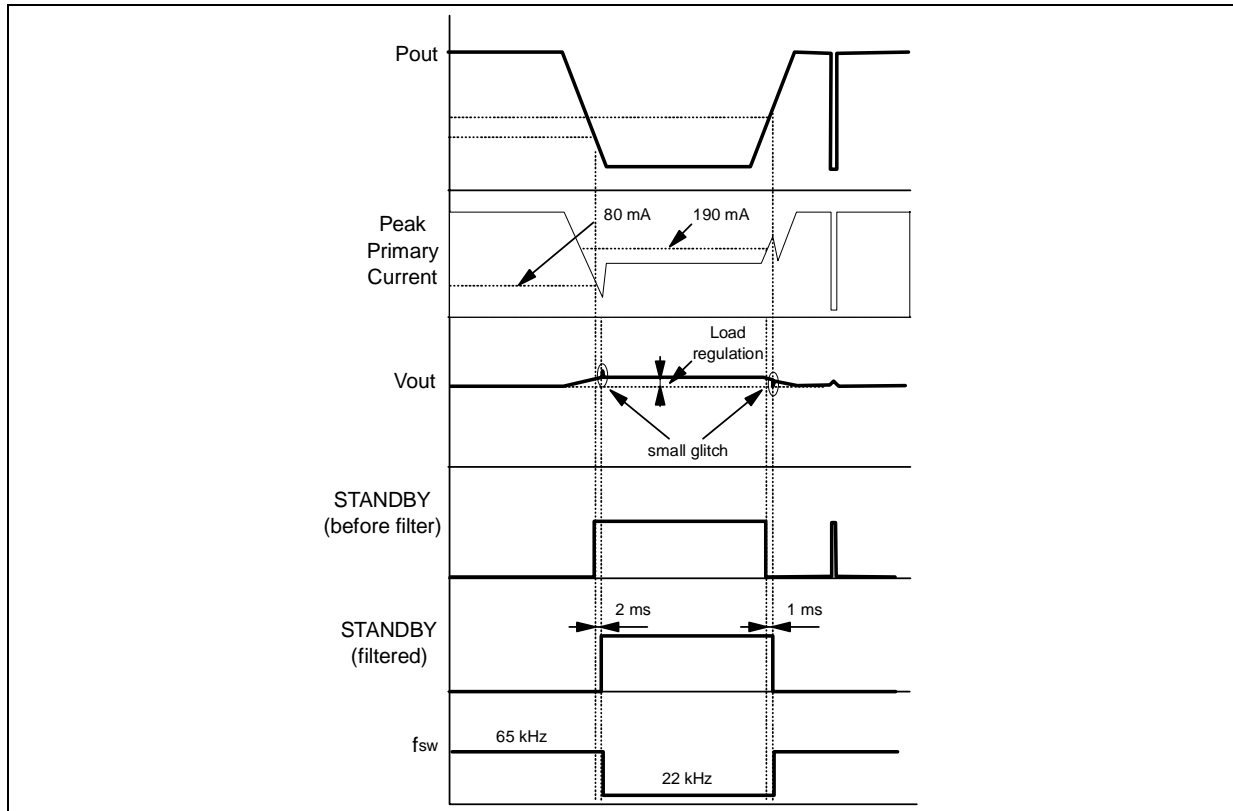 Pout
80 mA
190 mA
Peak
Primary
Current
Load
regulation
Vout
small glitch
STANDBY
(before filter)
2 ms
1 ms
STANDBY
(filtered)
65 kHz
fsw
22 kHz